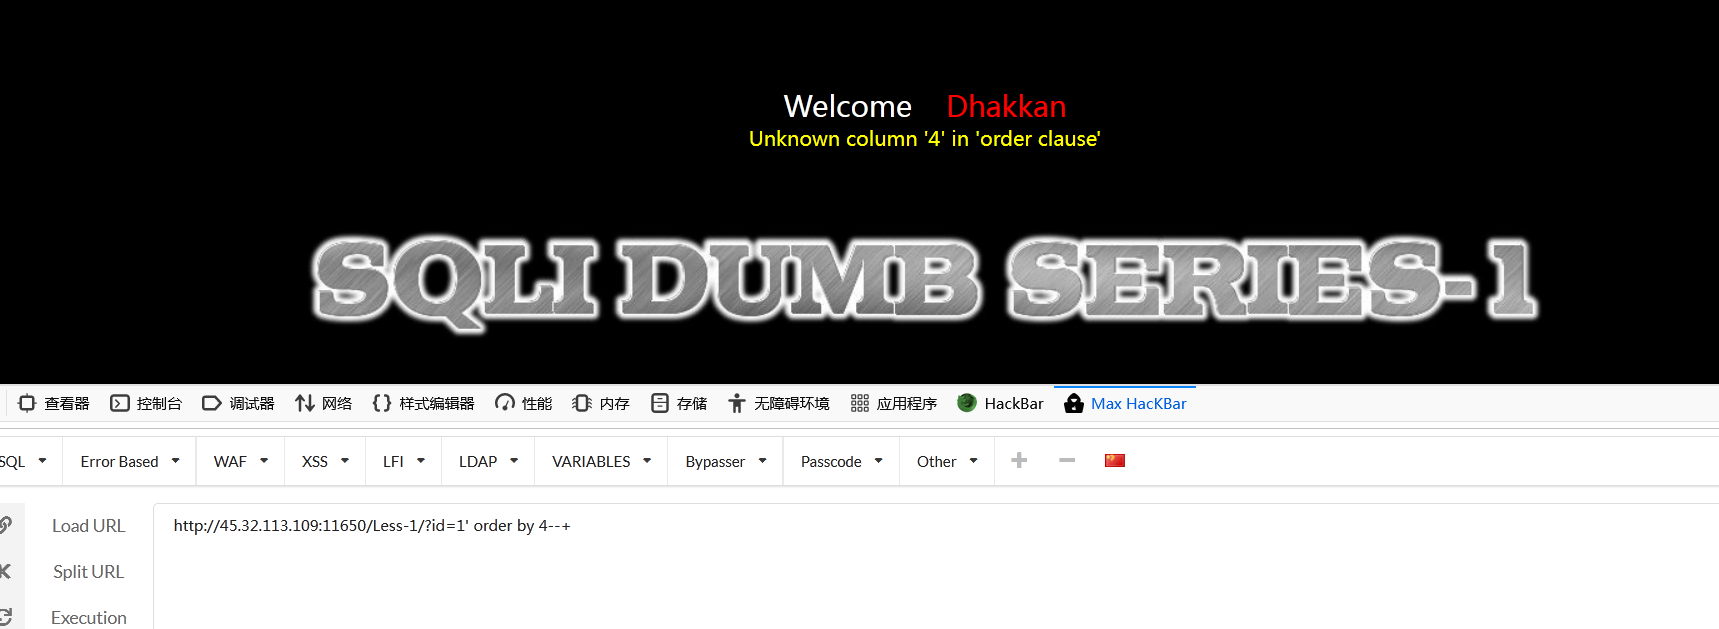 Welcome Dhakkan
Unknown column '4' in 'order clause'
SQLI DUMB SERIES-1
查看器 控制台 调试器 网络 样式编辑器 性能 内存 存储 无障碍环境 应用程序 HackBar Max HacKBar
SQL Error Based WAF XSS LFI LDAP VARIABLES Bypasser Passcode Other
Load URL http://45.32.113.109:11650/Less-1/?id=1' order by 4--+
Split URL
Execution